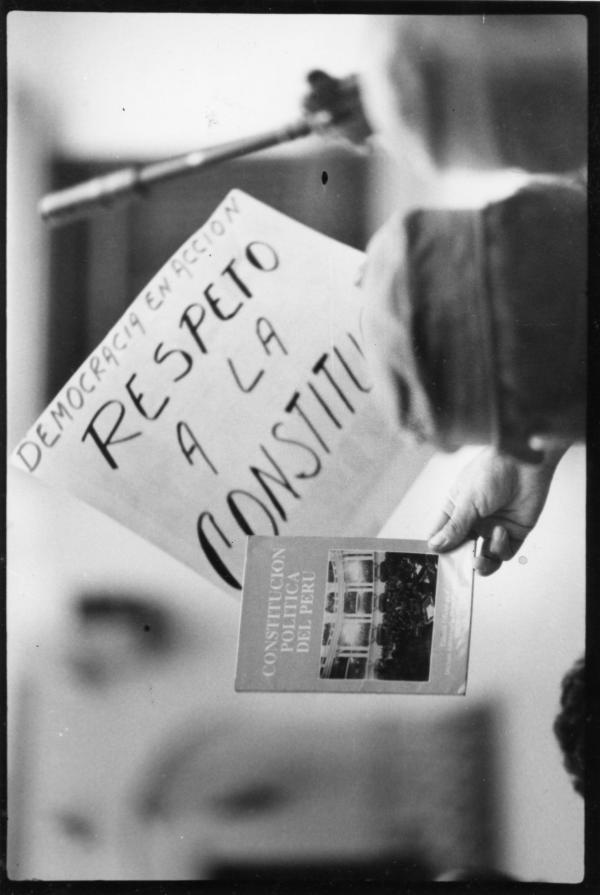 DEMOCRACIA EN ACCION
RESPETO
A LA
CONSTITU
CONSTITUCION
POLITICA
DEL PERU